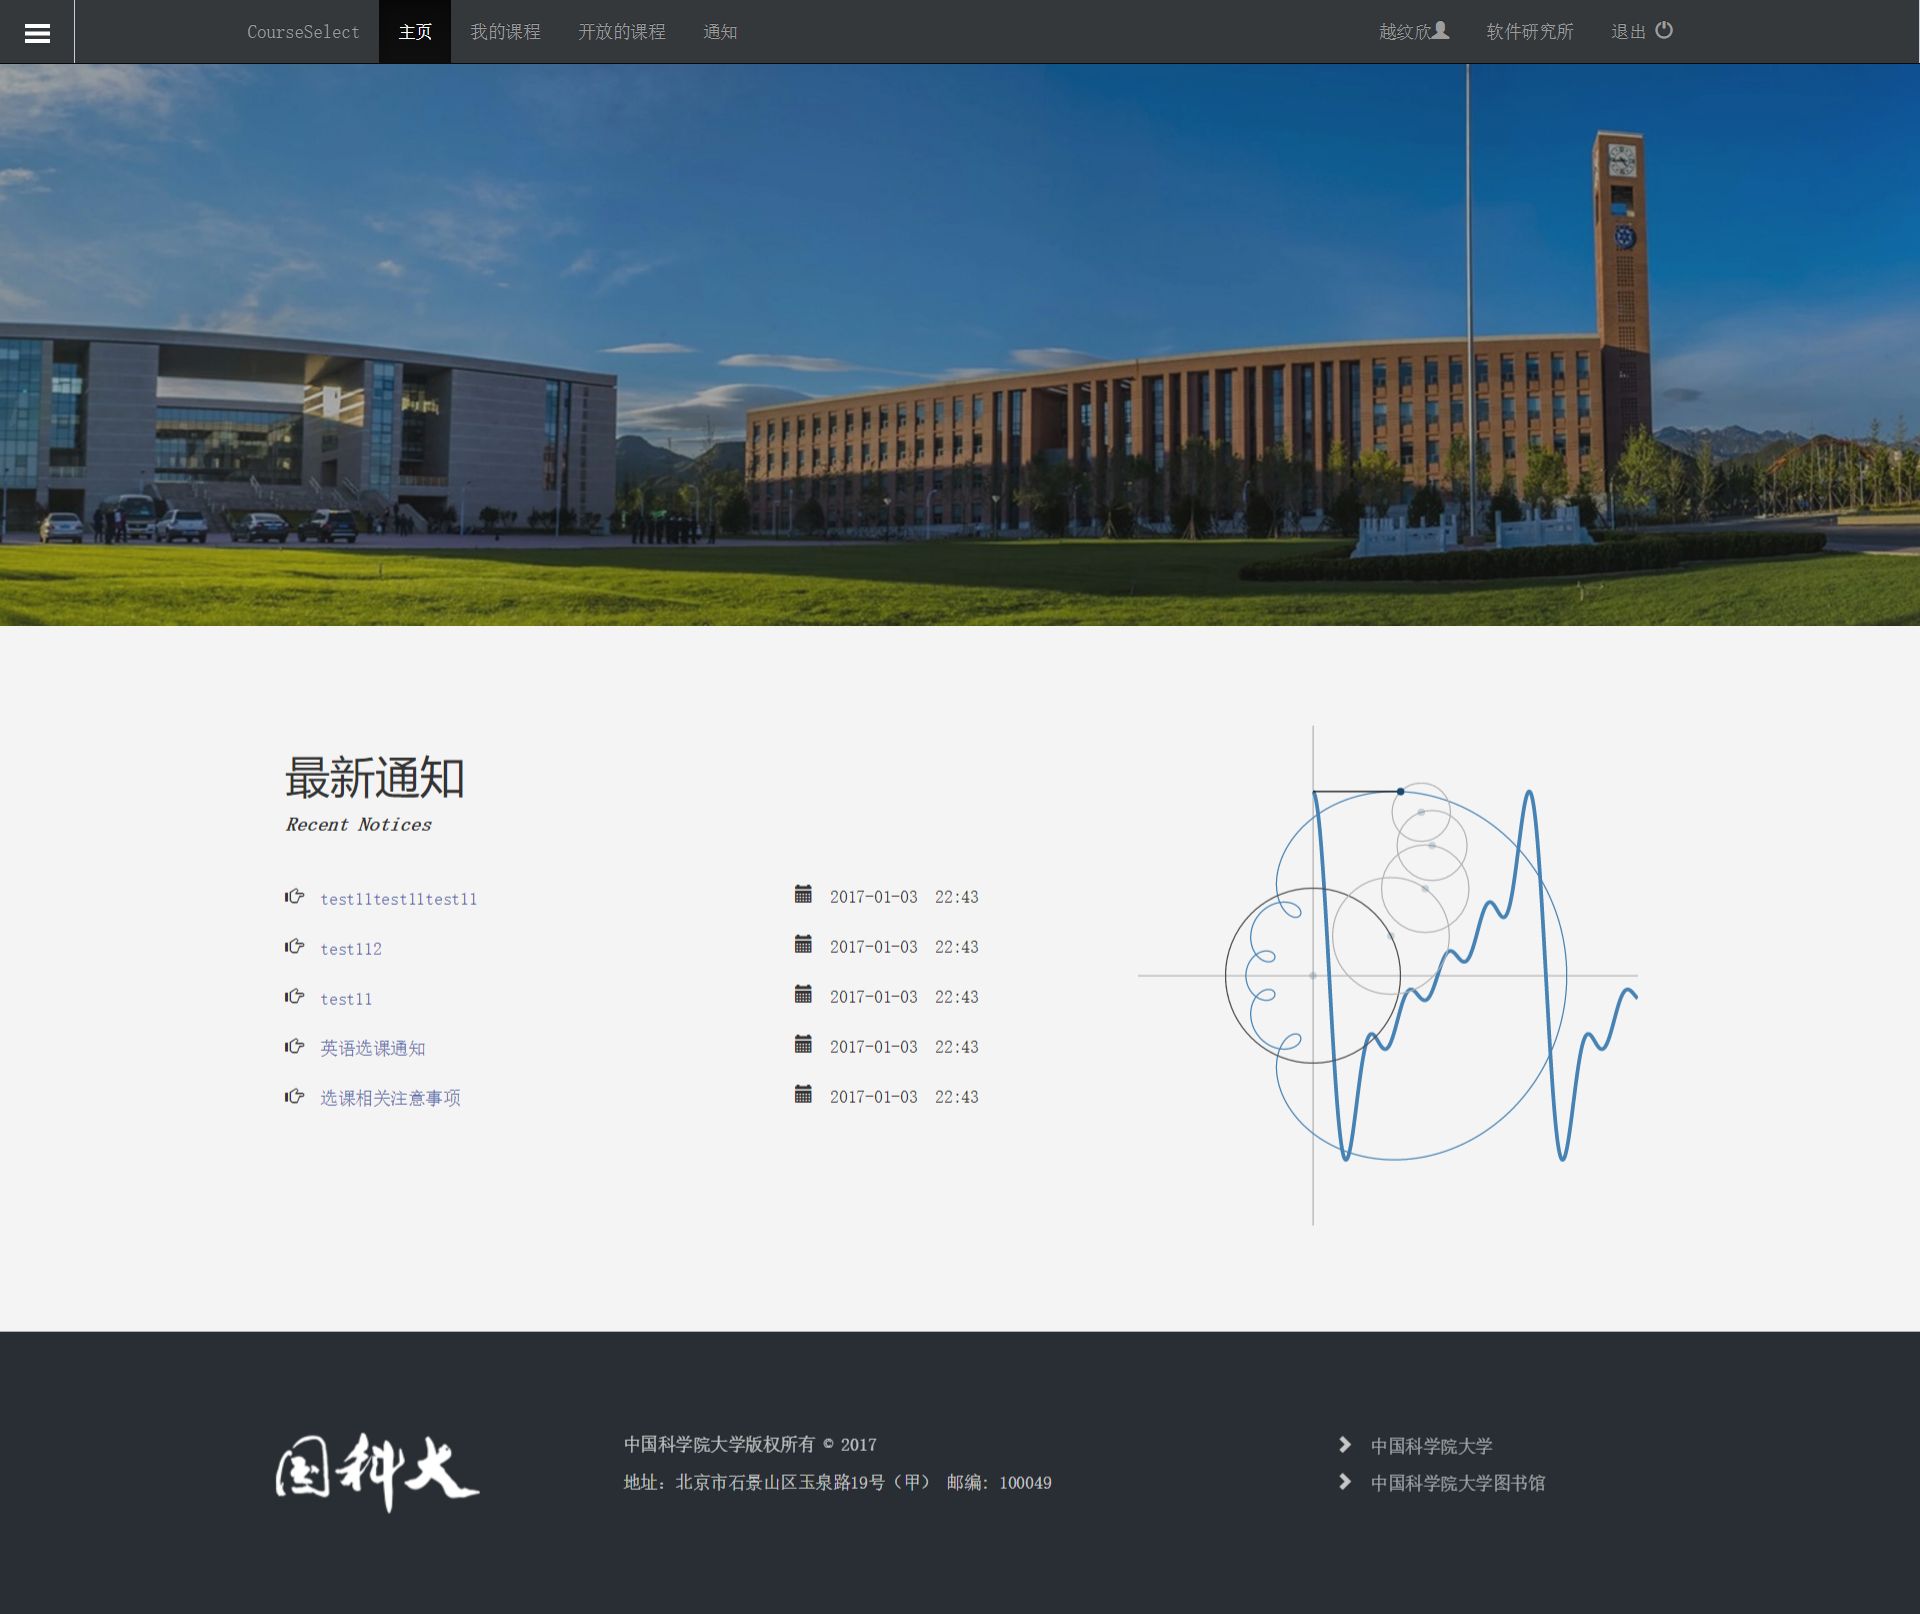 CourseSelect 主页 我的课程 开放的课程 通知 越纹欣 软件研究所 退出
最新通知
Recent Notices
test11test11test11 2017-01-03 22:43
test112 2017-01-03 22:43
test11 2017-01-03 22:43
英语选课通知 2017-01-03 22:43
选课相关注意事项 2017-01-03 22:43
国科大
中国科学院大学版权所有 © 2017
地址：北京市石景山区玉泉路19号（甲） 邮编：100049
中国科学院大学
中国科学院大学图书馆